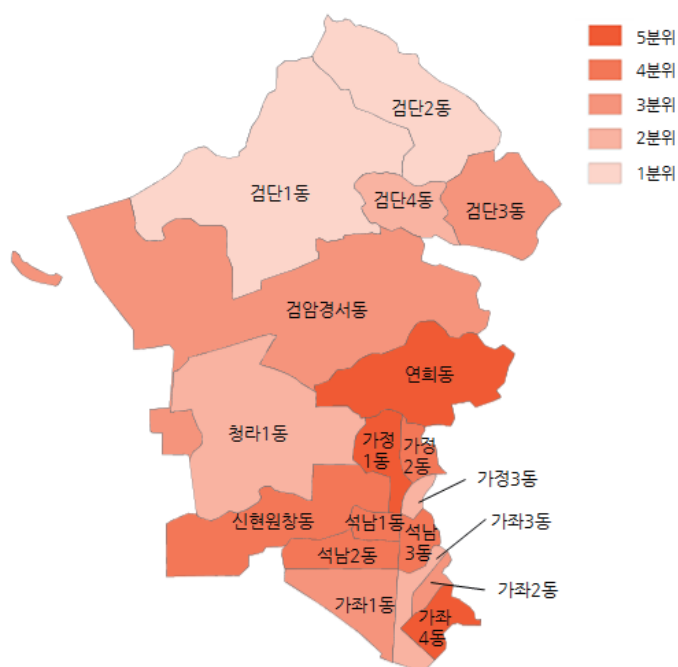 5분위
4분위
3분위
2분위
1분위
검단2동
검단1동
검단4동
검단3동
검암경서동
연희동
청라1동
가정
1동
가정
2동
가정3동
신현원창동
석남1동
석남
3동
가좌3동
석남2동
가좌2동
가좌1동
가좌
4동